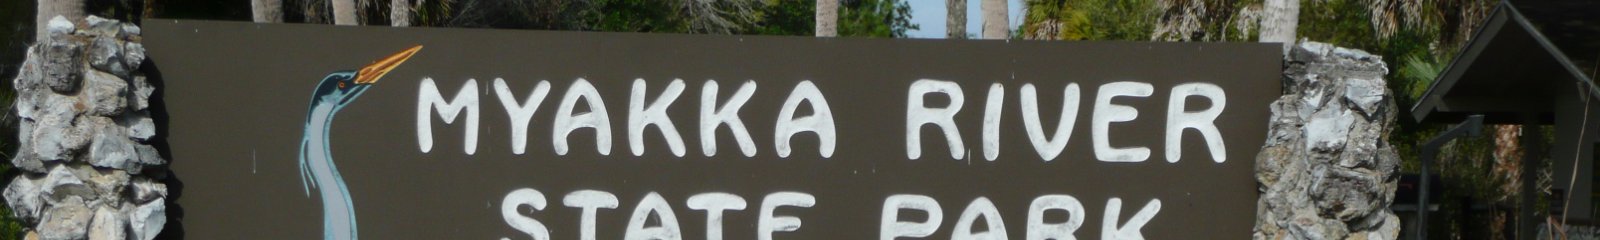 MYAKKA RIVER
STATE PARK